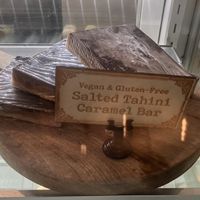 Vegan & Gluten-Free
Salted Tahini
Caramel Bar